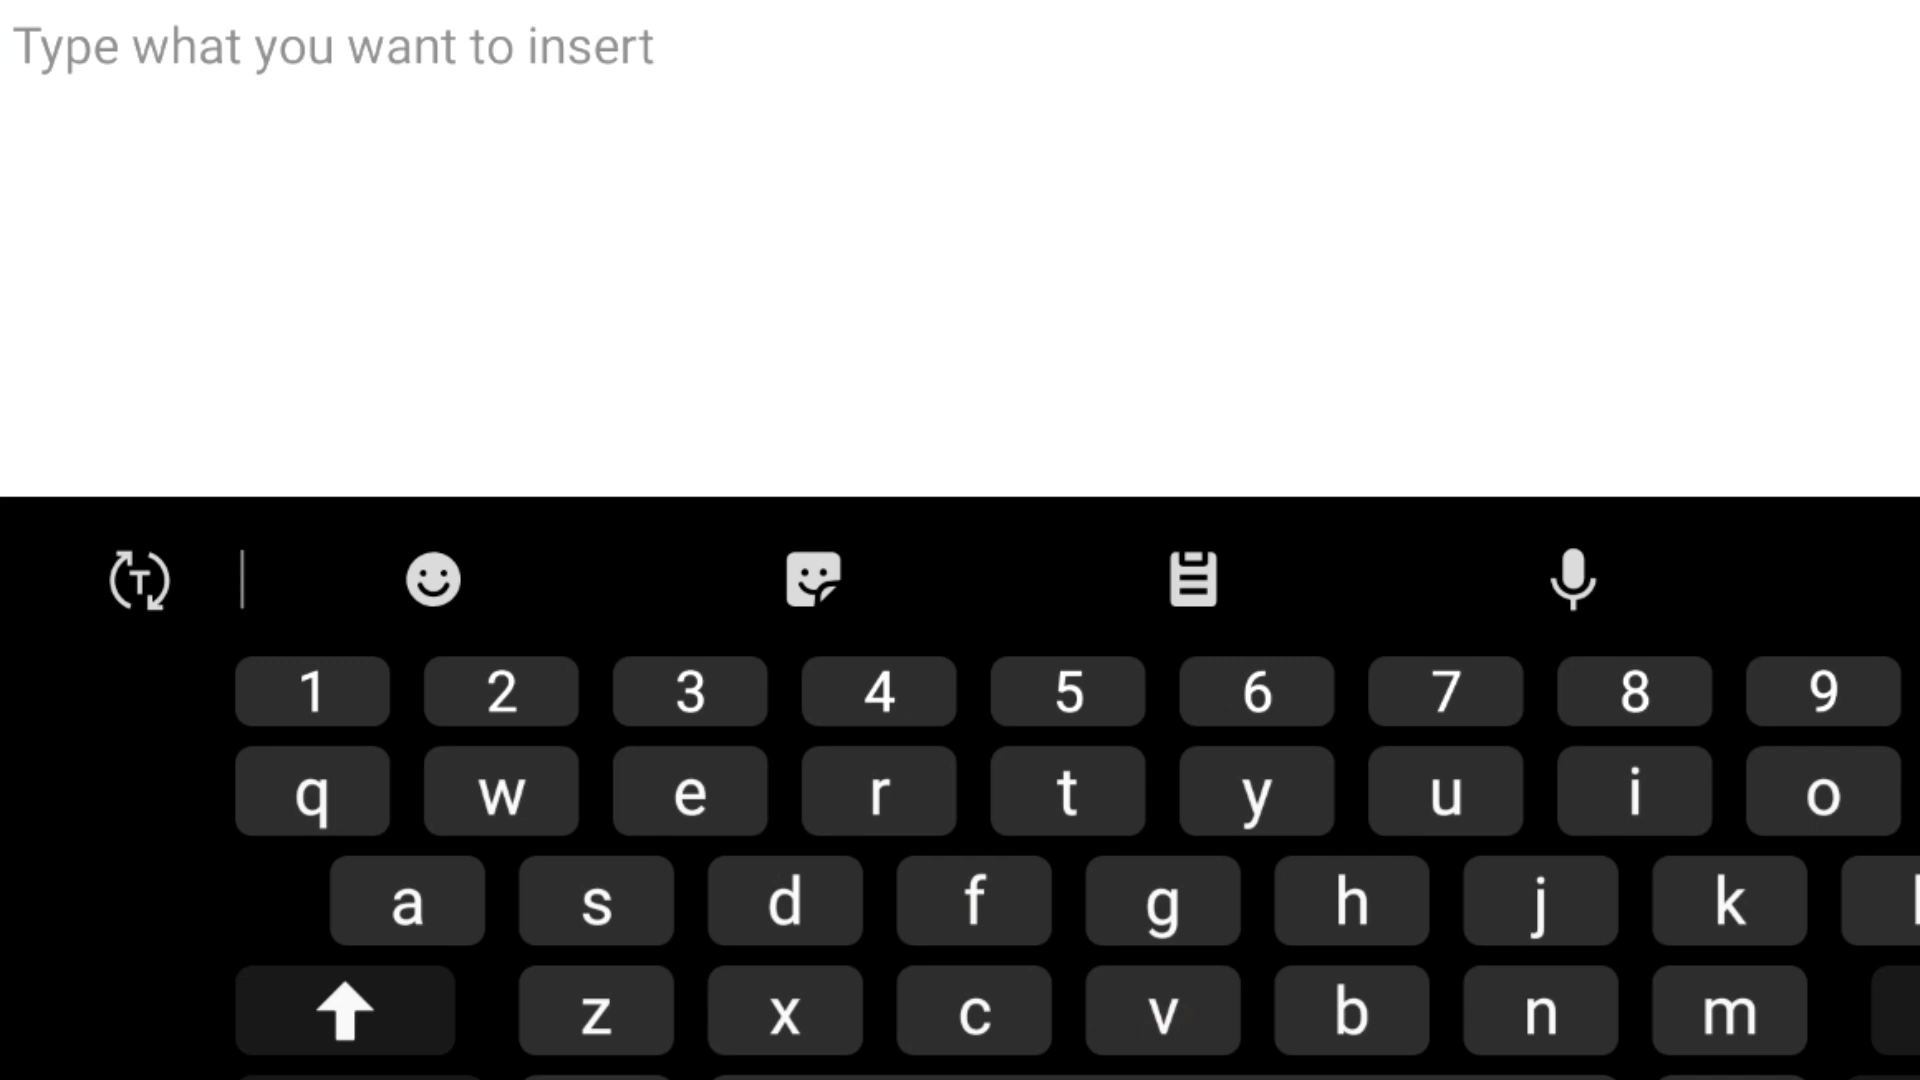 Type what you want to insert
T
1 2 3 4 5 6 7 8 9
q w e r t y u i o
a s d f g h j k
z x c v b n m